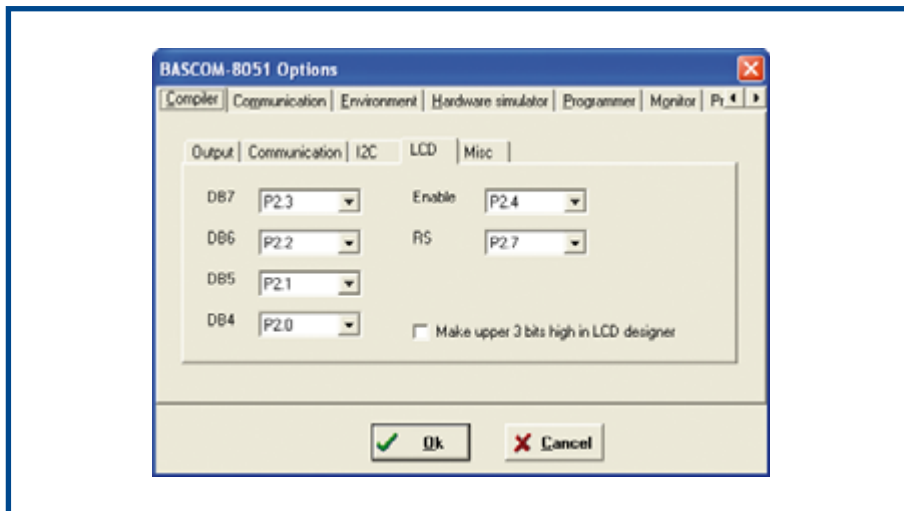 BASCOM-8051 Options
Compiler Communication Environment Hardware simulator Programmer Monitor Pr
Output Communication I2C LCD Misc
DB7 P2.3 Enable P2.4
DB6 P2.2 RS P2.7
DB5 P2.1
DB4 P2.0 Make upper 3 bits high in LCD designer
Ok Cancel